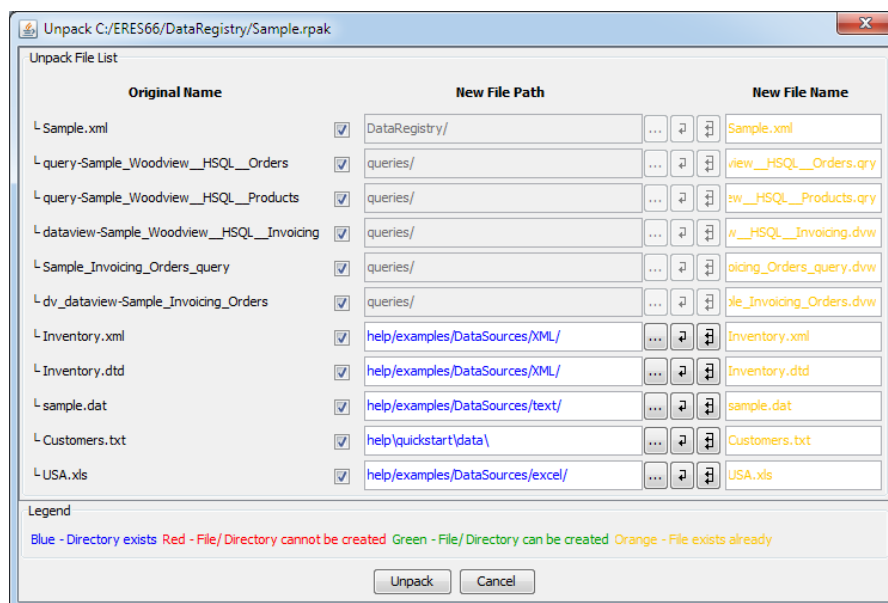 Unpack C:/ERES66/DataRegistry/Sample.rpak
Unpack File List
Original Name New File Path New File Name
Sample.xml DataRegistry/ ... Sample.xml
query-Sample_Woodview__HSQL__Orders queries/ ... view__HSQL__Orders.qry
query-Sample_Woodview__HSQL__Products queries/ ... ew__HSQL__Products.qry
dataview-Sample_Woodview__HSQL__Invoicing queries/ ... w__HSQL__Invoicing.dvw
Sample_Invoicing_Orders_query queries/ ... oicing_Orders_query.dvw
dv_dataview-Sample_Invoicing_Orders queries/ ... ple_Invoicing_Orders.dvw
Inventory.xml help/examples/DataSources/XML/ ... Inventory.xml
Inventory.dtd help/examples/DataSources/XML/ ... Inventory.dtd
sample.dat help/examples/DataSources/text/ ... sample.dat
Customers.txt help\quickstart\data\ ... Customers.txt
USA.xls help/examples/DataSources/excel/ ... USA.xls
Legend
Blue - Directory exists Red - File/ Directory cannot be created Green - File/ Directory can be created Orange - File exists already
Unpack Cancel